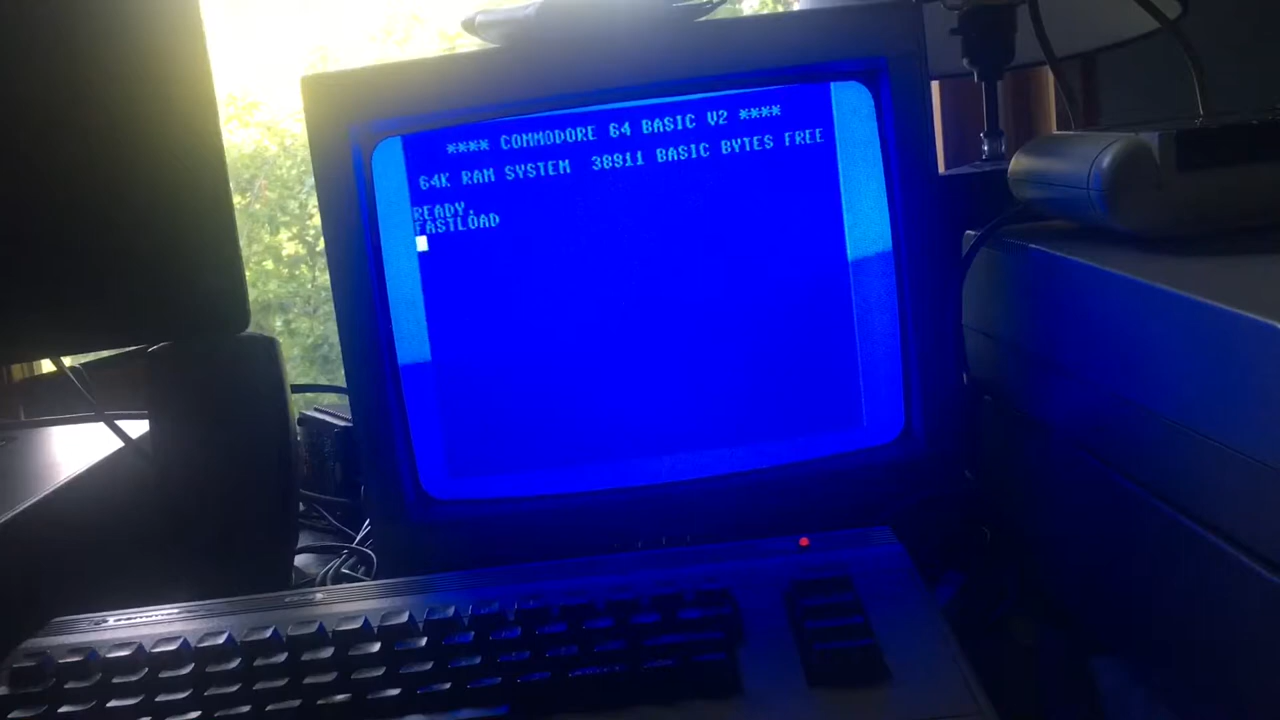 **** COMMODORE 64 BASIC V2 ****
64K RAM SYSTEM 38911 BASIC BYTES FREE
READY.
FASTLOAD